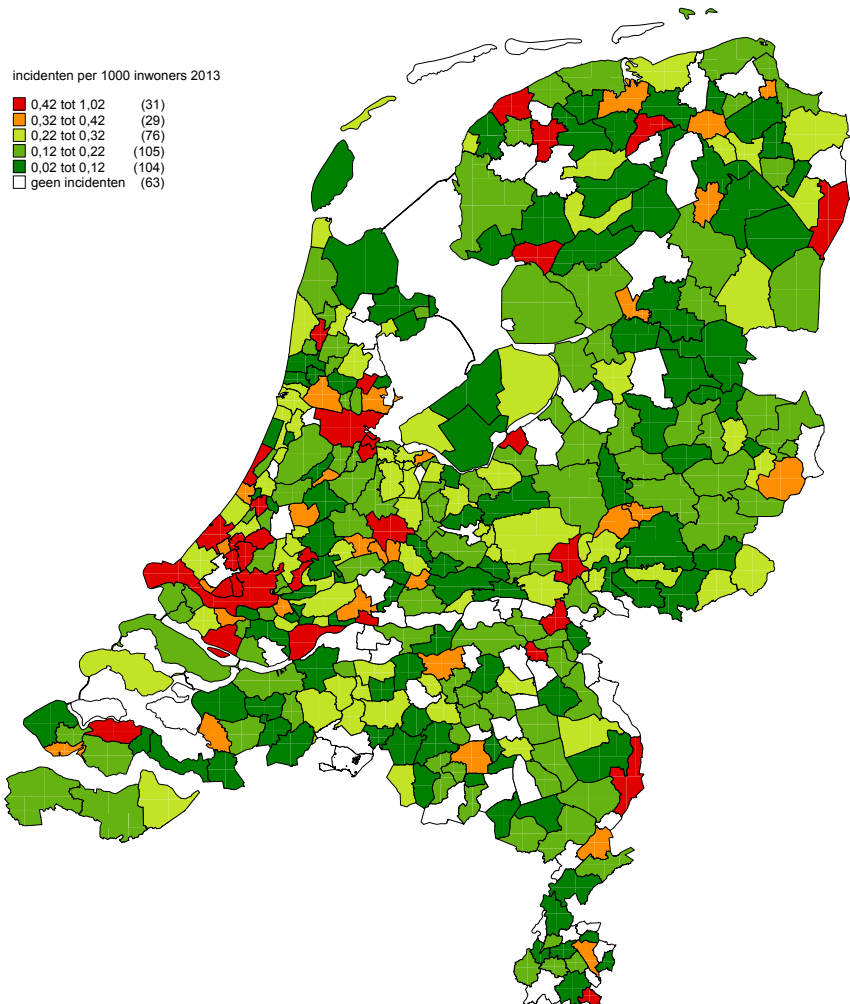 incidenten per 1000 inwoners 2013
0,42 tot 1,02 (31)
0,32 tot 0,42 (29)
0,22 tot 0,32 (76)
0,12 tot 0,22 (105)
0,02 tot 0,12 (104)
geen incidenten (63)